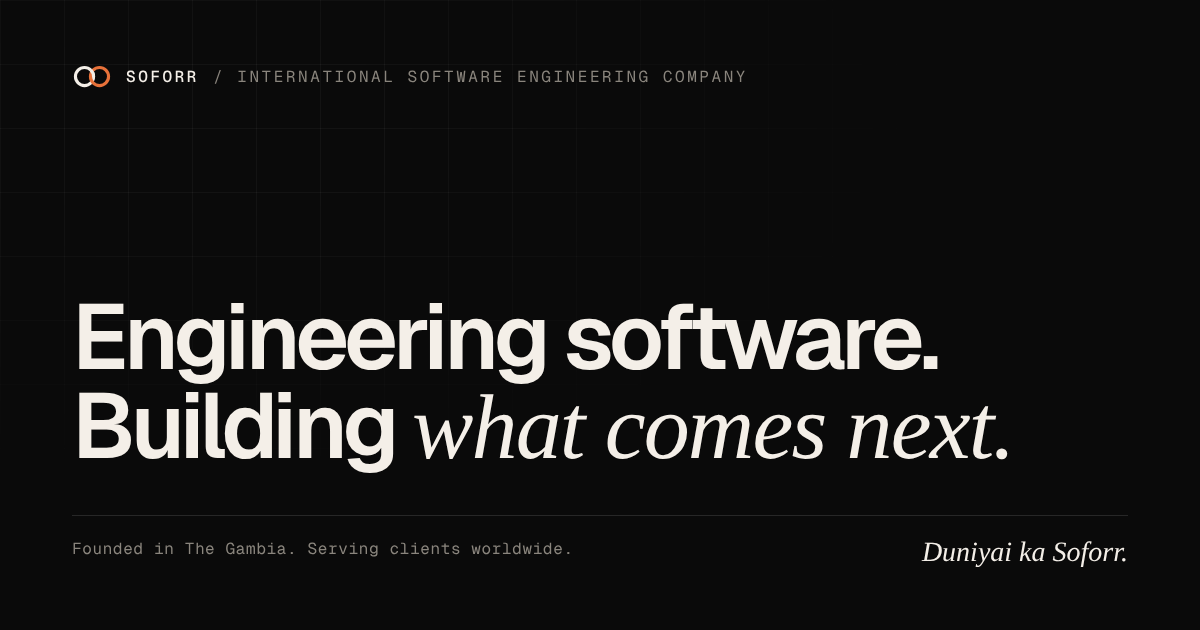 SOFORR / INTERNATIONAL SOFTWARE ENGINEERING COMPANY
Engineering software.
Building what comes next.
Founded in The Gambia. Serving clients worldwide.
Duniyai ka Soforr.